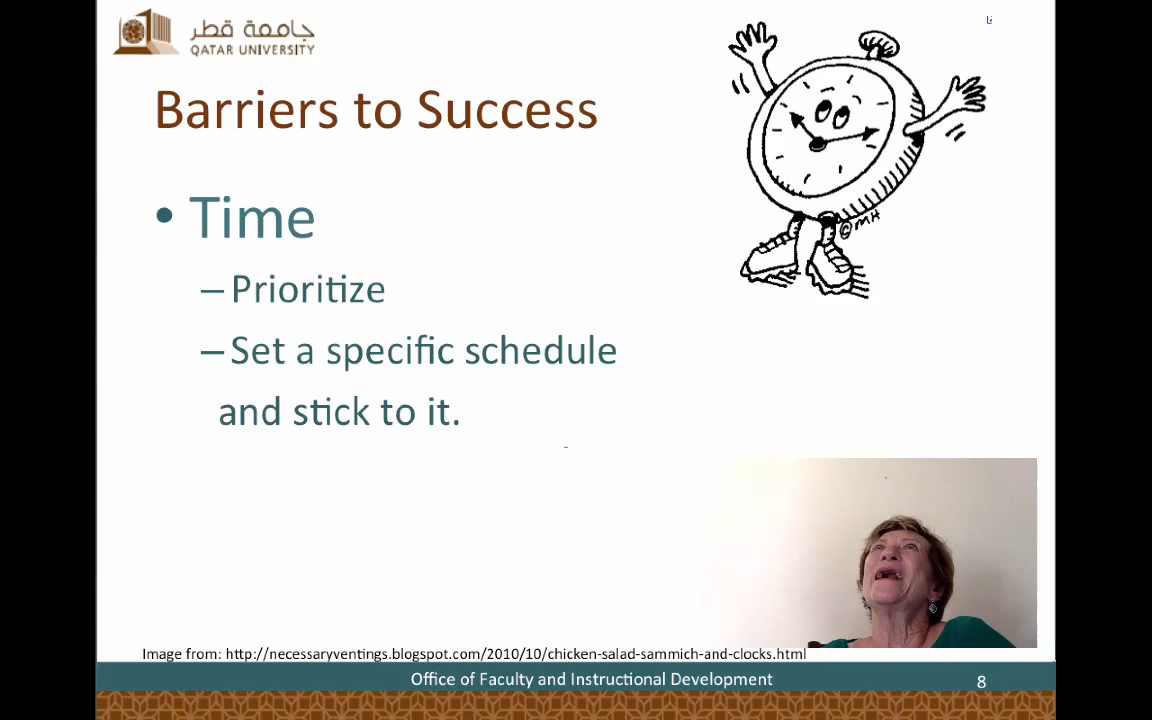 جامعة قطر
QATAR UNIVERSITY
Barriers to Success
• Time
– Prioritize
– Set a specific schedule
and stick to it.
© MH
Image from: http://necessaryventings.blogspot.com/2010/10/chicken-salad-sammich-and-clocks.html
Office of Faculty and Instructional Development
8